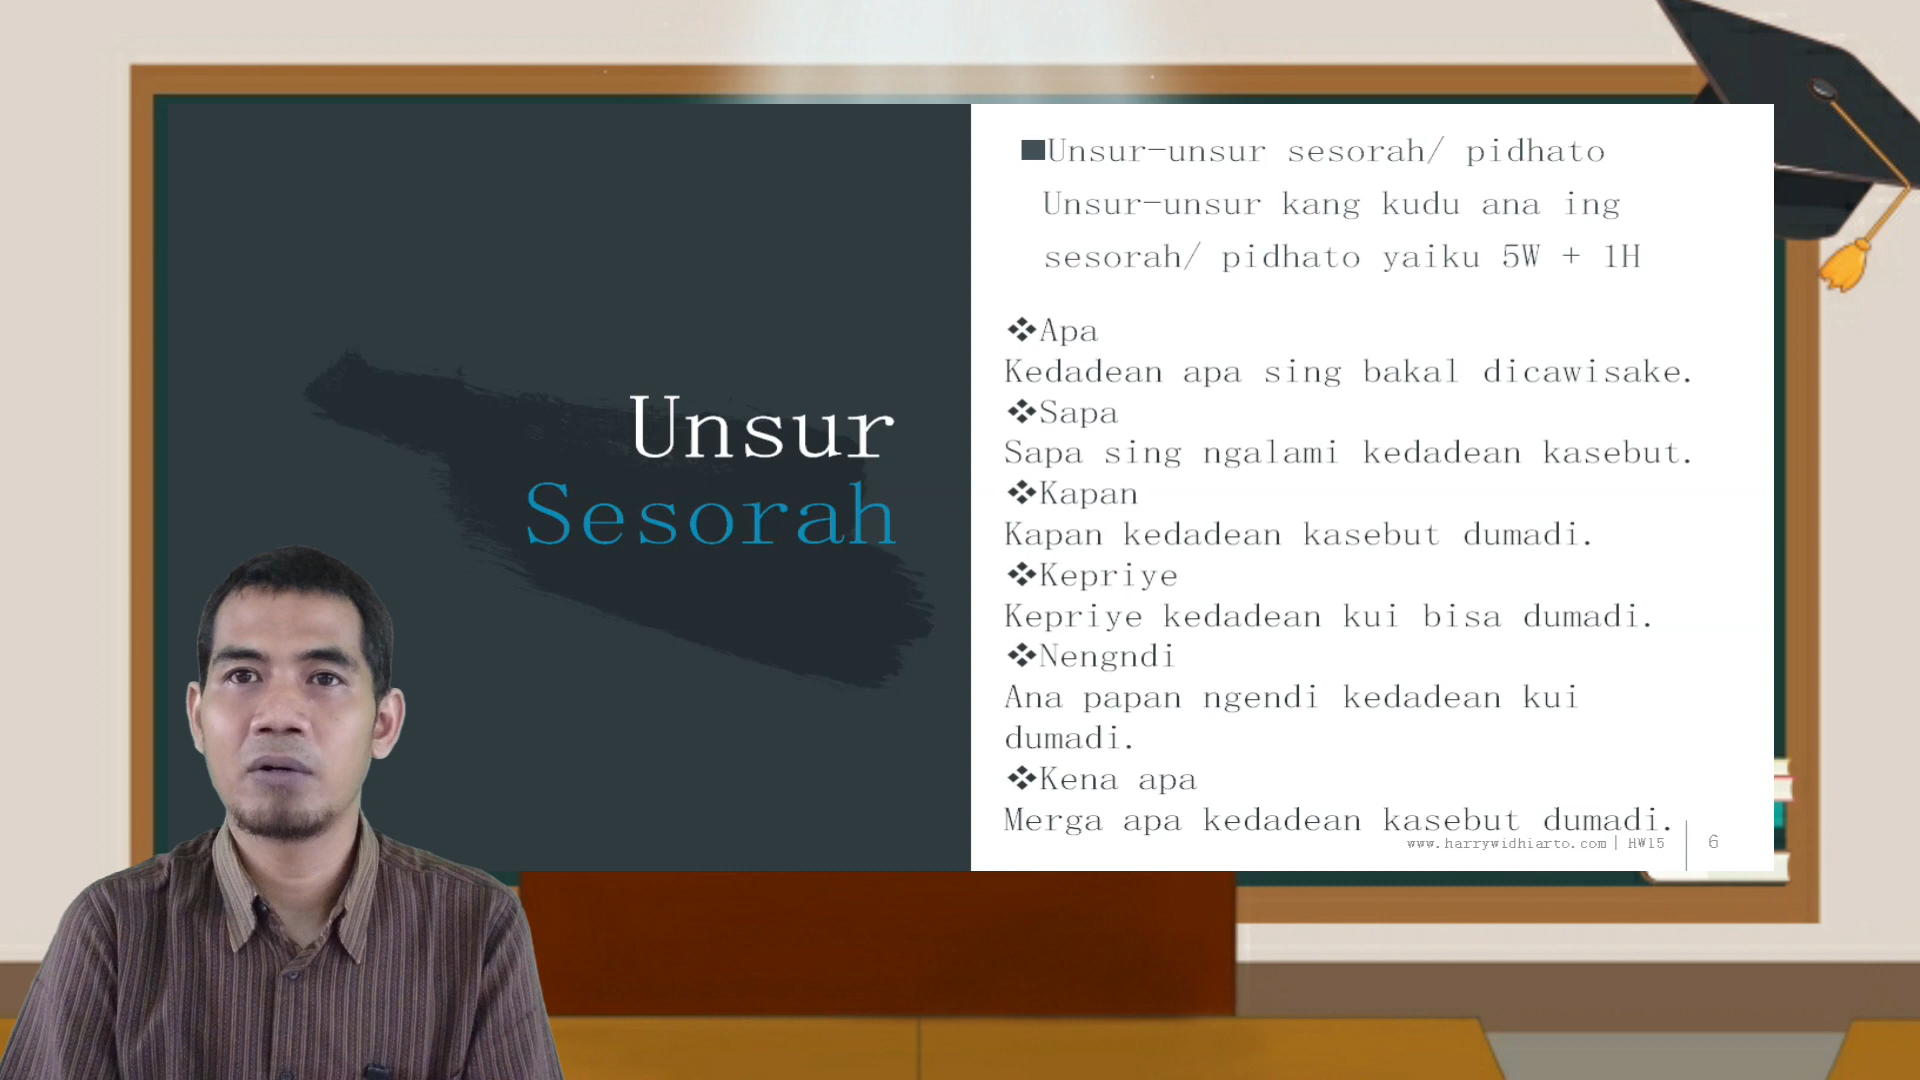 Unsur
Sesorah
Unsur-unsur sesorah/ pidhato
Unsur-unsur kang kudu ana ing
sesorah/ pidhato yaiku 5W + 1H
Apa
Kedadean apa sing bakal dicawisake.
Sapa
Sapa sing ngalami kedadean kasebut.
Kapan
Kapan kedadean kasebut dumadi.
Kepriye
Kepriye kedadean kui bisa dumadi.
Nengndi
Ana papan ngendi kedadean kui
dumadi.
Kena apa
Merga apa kedadean kasebut dumadi.
www.harrywidhiarto.com | HW15 6